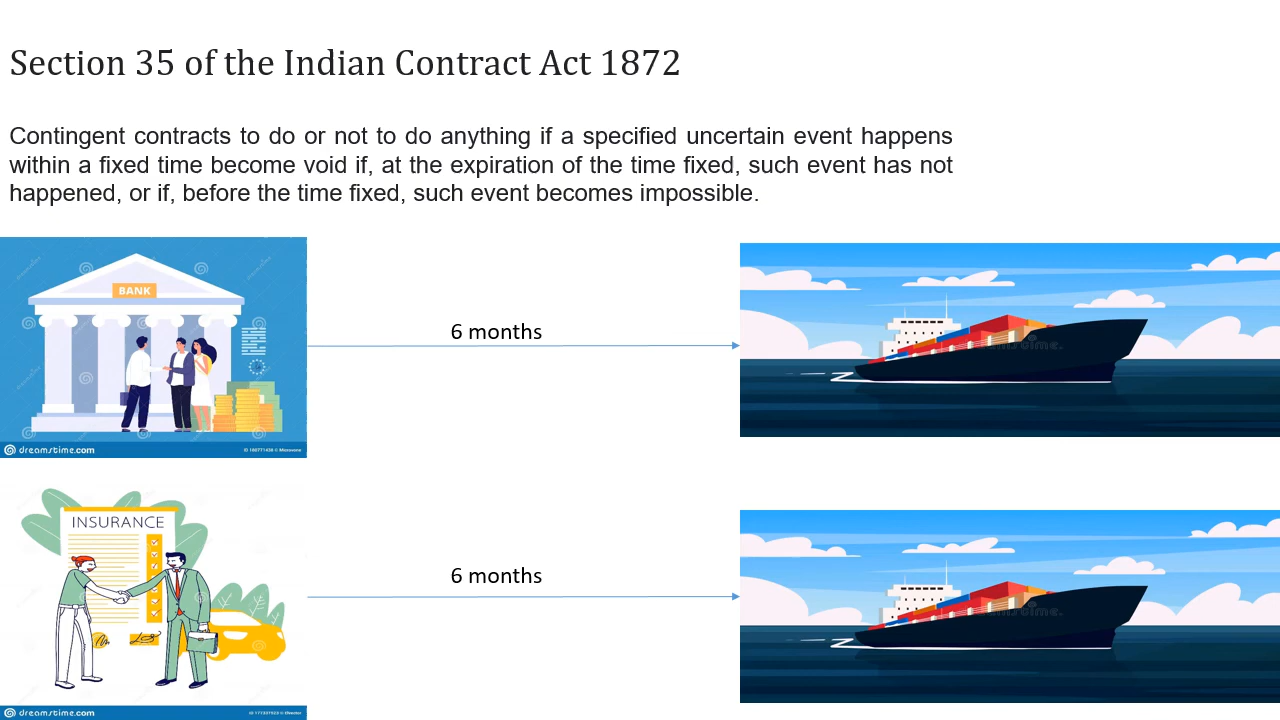 Section 35 of the Indian Contract Act 1872
Contingent contracts to do or not to do anything if a specified uncertain event happens
within a fixed time become void if, at the expiration of the time fixed, such event has not
happened, or if, before the time fixed, such event becomes impossible.
BANK
6 months
dreamstime.com
INSURANCE
6 months
dreamstime.com